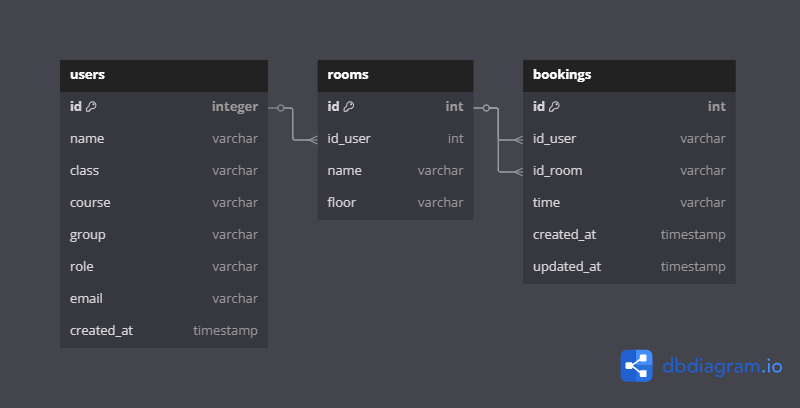 users
id integer
name varchar
class varchar
course varchar
group varchar
role varchar
email varchar
created_at timestamp
rooms
id int
id_user int
name varchar
floor varchar
bookings
id int
id_user varchar
id_room varchar
time varchar
created_at timestamp
updated_at timestamp
dbdiagram.io